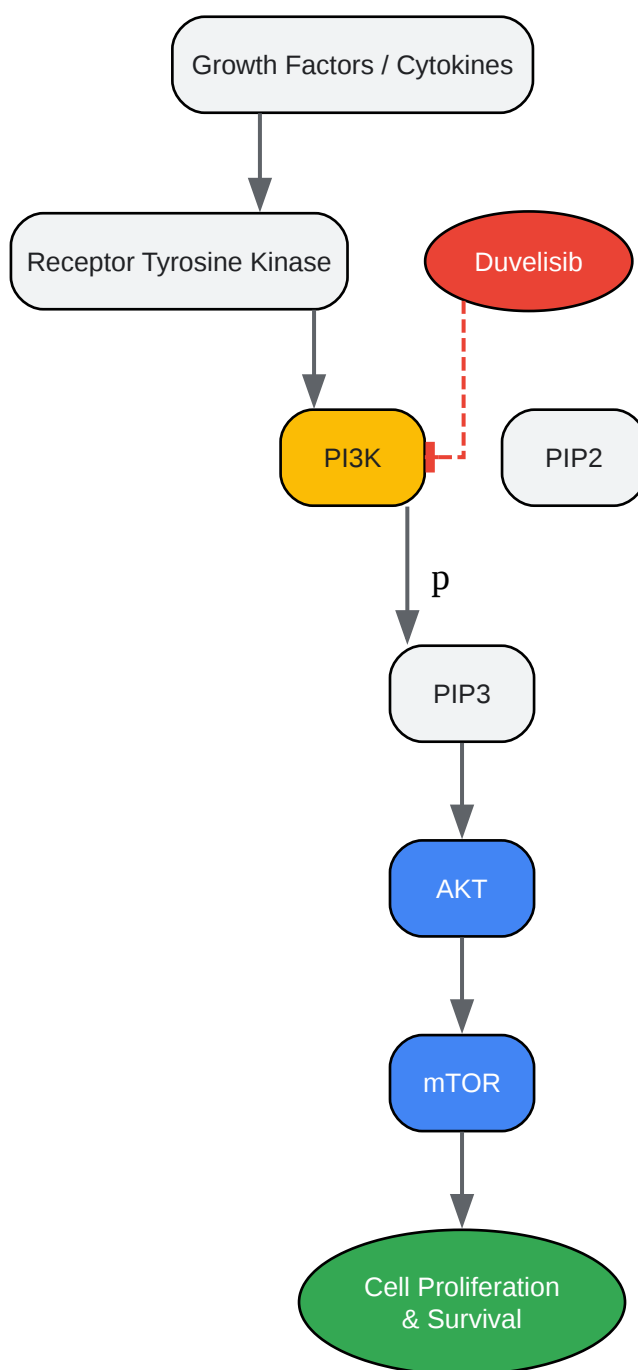 Growth Factors / Cytokines
Receptor Tyrosine Kinase
Duvelisib
PI3K
PIP2
p
PIP3
AKT
mTOR
Cell Proliferation
& Survival